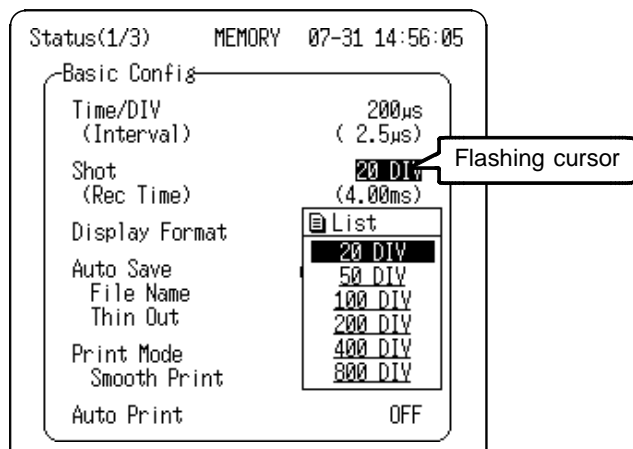 Status(1/3) MEMORY 07-31 14:56:05
Basic Config
Time/DIV 200µs
(Interval) ( 2.5µs)
Shot 20 DIV
Flashing cursor
(Rec Time) (4.00ms)
Display Format
List
20 DIV
50 DIV
100 DIV
200 DIV
400 DIV
800 DIV
Auto Save
File Name
Thin Out
Print Mode
Smooth Print
Auto Print OFF